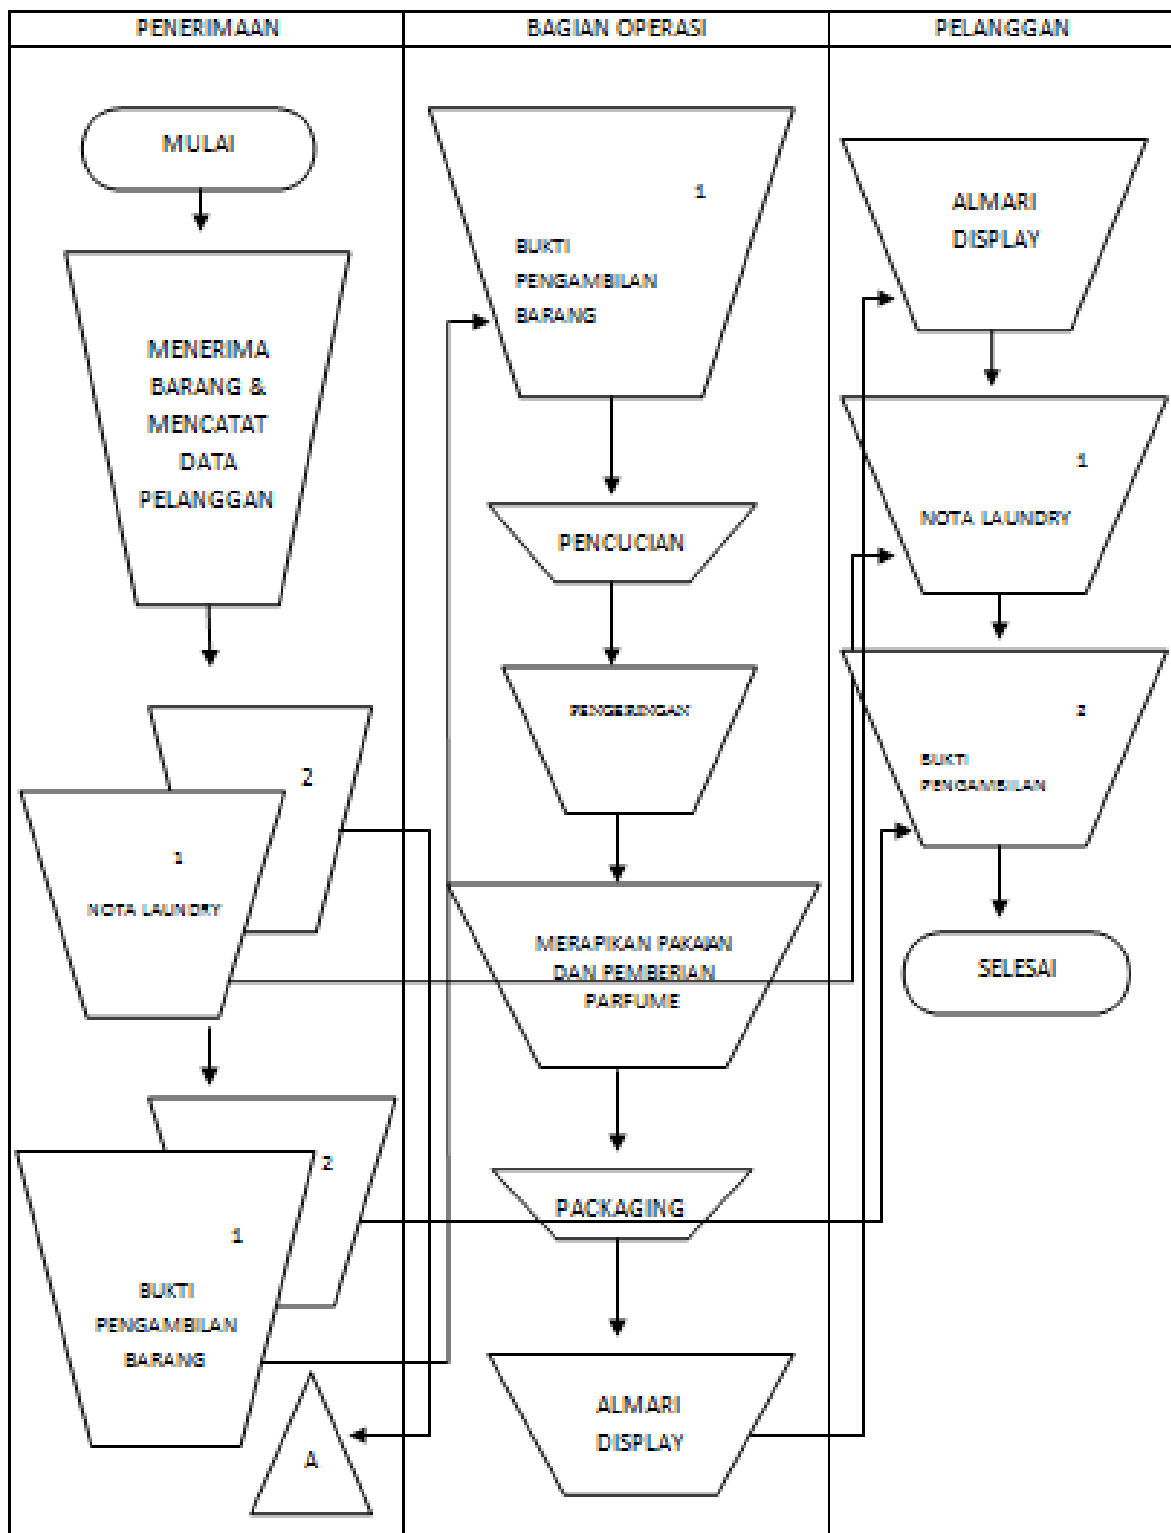 PENERIMAAN
BAGIAN OPERASI
PELANGGAN
MULAI
MENERIMA
BARANG &
MENCATAT
DATA
PELANGGAN
2
1
NOTA LAUNDRY
2
1
BUKTI
PENGAMBILAN
BARANG
A
1
BUKTI
PENGAMBILAN
BARANG
PENCUCIAN
PENGERINGAN
MERAPIKAN PAKAIAN
DAN PEMBERIAN
PARFUME
PACKAGING
ALMARI
DISPLAY
ALMARI
DISPLAY
1
NOTA LAUNDRY
2
BUKTI
PENGAMBILAN
SELESAI